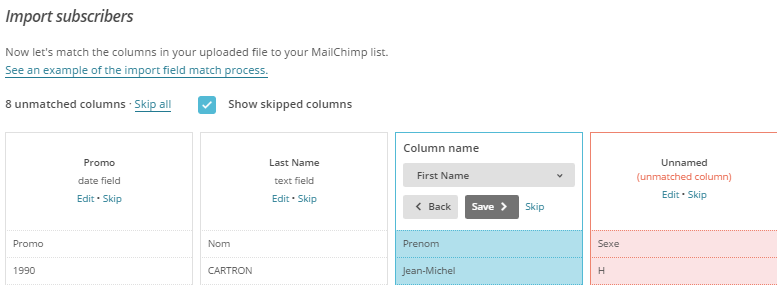 Import subscribers
Now let's match the columns in your uploaded file to your MailChimp list.
See an example of the import field match process.
8 unmatched columns · Skip all
Show skipped columns
Promo
date field
Edit • Skip
Promo
1990
Last Name
text field
Edit • Skip
Nom
CARTRON
Column name
First Name
Back
Save
Skip
Prenom
Jean-Michel
Unnamed
(unmatched column)
Edit • Skip
Sexe
H